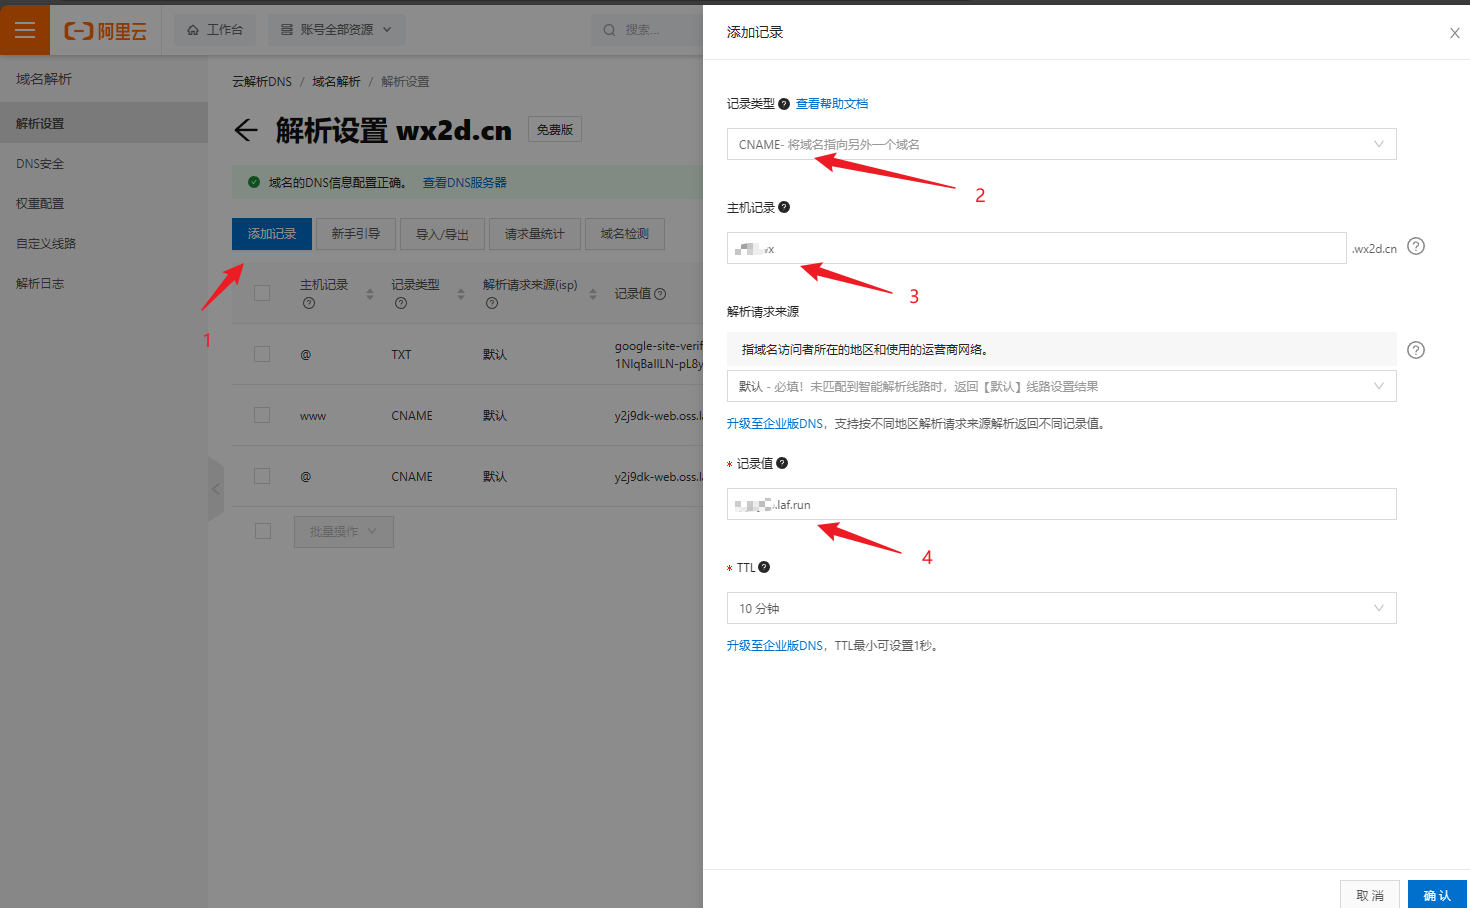 阿里云
工作台
账号全部资源
搜索...
域名解析
解析设置
DNS安全
权重配置
自定义线路
解析日志
云解析DNS / 域名解析 / 解析设置
解析设置 wx2d.cn
免费版
域名的DNS信息配置正确。 查看DNS服务器
添加记录
新手引导
导入/导出
请求量统计
域名检测
1
主机记录
记录类型
解析请求来源(isp)
记录值
@
TXT
默认
google-site-verif
1NIqBaIlLN-pL8y
www
CNAME
默认
y2j9dk-web.oss.la
@
CNAME
默认
y2j9dk-web.oss.la
批量操作
添加记录
记录类型 查看帮助文档
CNAME- 将域名指向另外一个域名
2
主机记录
x
.wx2d.cn
3
解析请求来源
指域名访问者所在的地区和使用的运营商网络。
默认 - 必填！未匹配到智能解析线路时，返回【默认】线路设置结果
升级至企业版DNS，支持按不同地区解析请求来源解析返回不同记录值。
* 记录值
.laf.run
4
* TTL
10 分钟
升级至企业版DNS，TTL最小可设置1秒。
取 消
确 认